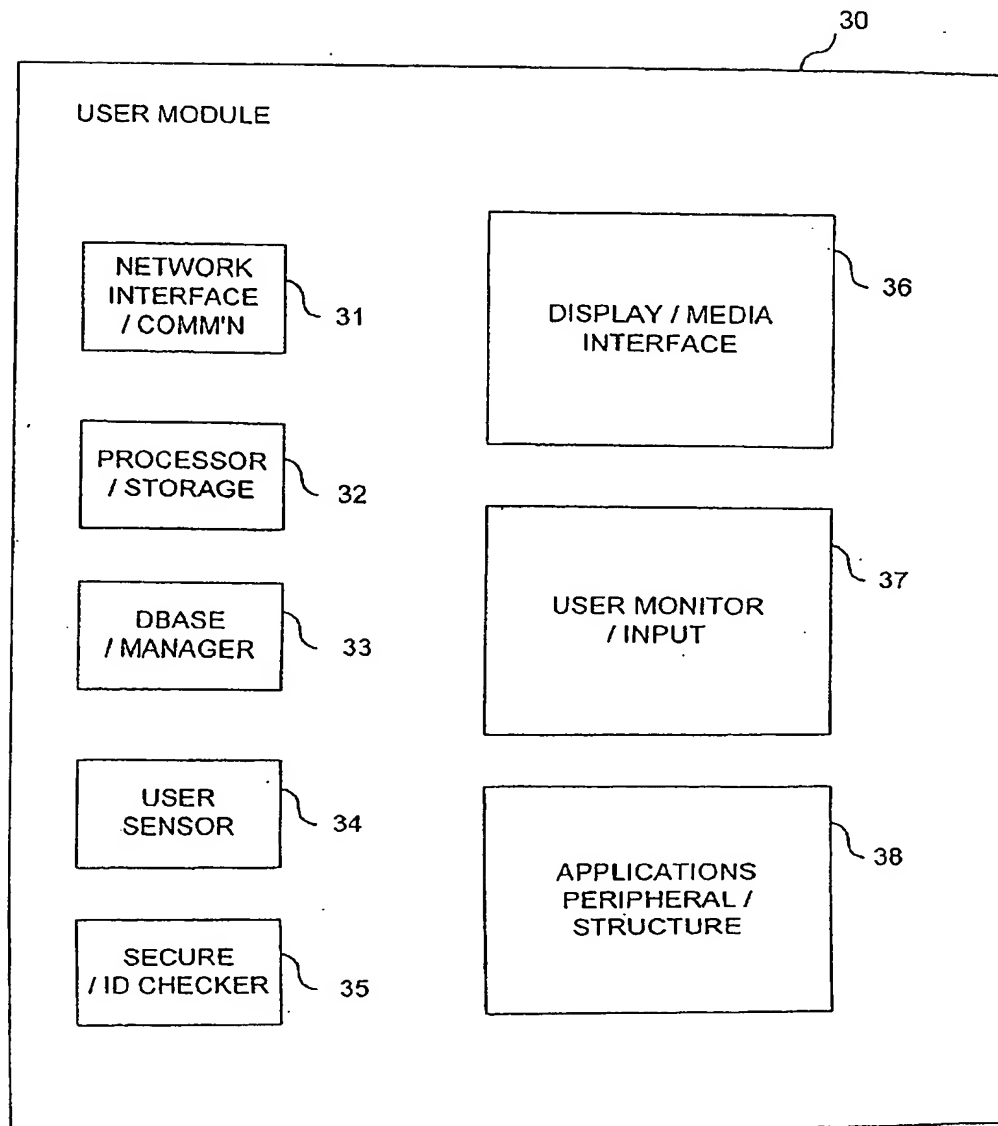 30
USER MODULE
NETWORK
INTERFACE
/ COMM'N
31
PROCESSOR
/ STORAGE
32
DBASE
/ MANAGER
33
USER
SENSOR
34
SECURE
/ ID CHECKER
35
DISPLAY / MEDIA
INTERFACE
36
USER MONITOR
/ INPUT
37
APPLICATIONS
PERIPHERAL /
STRUCTURE
38